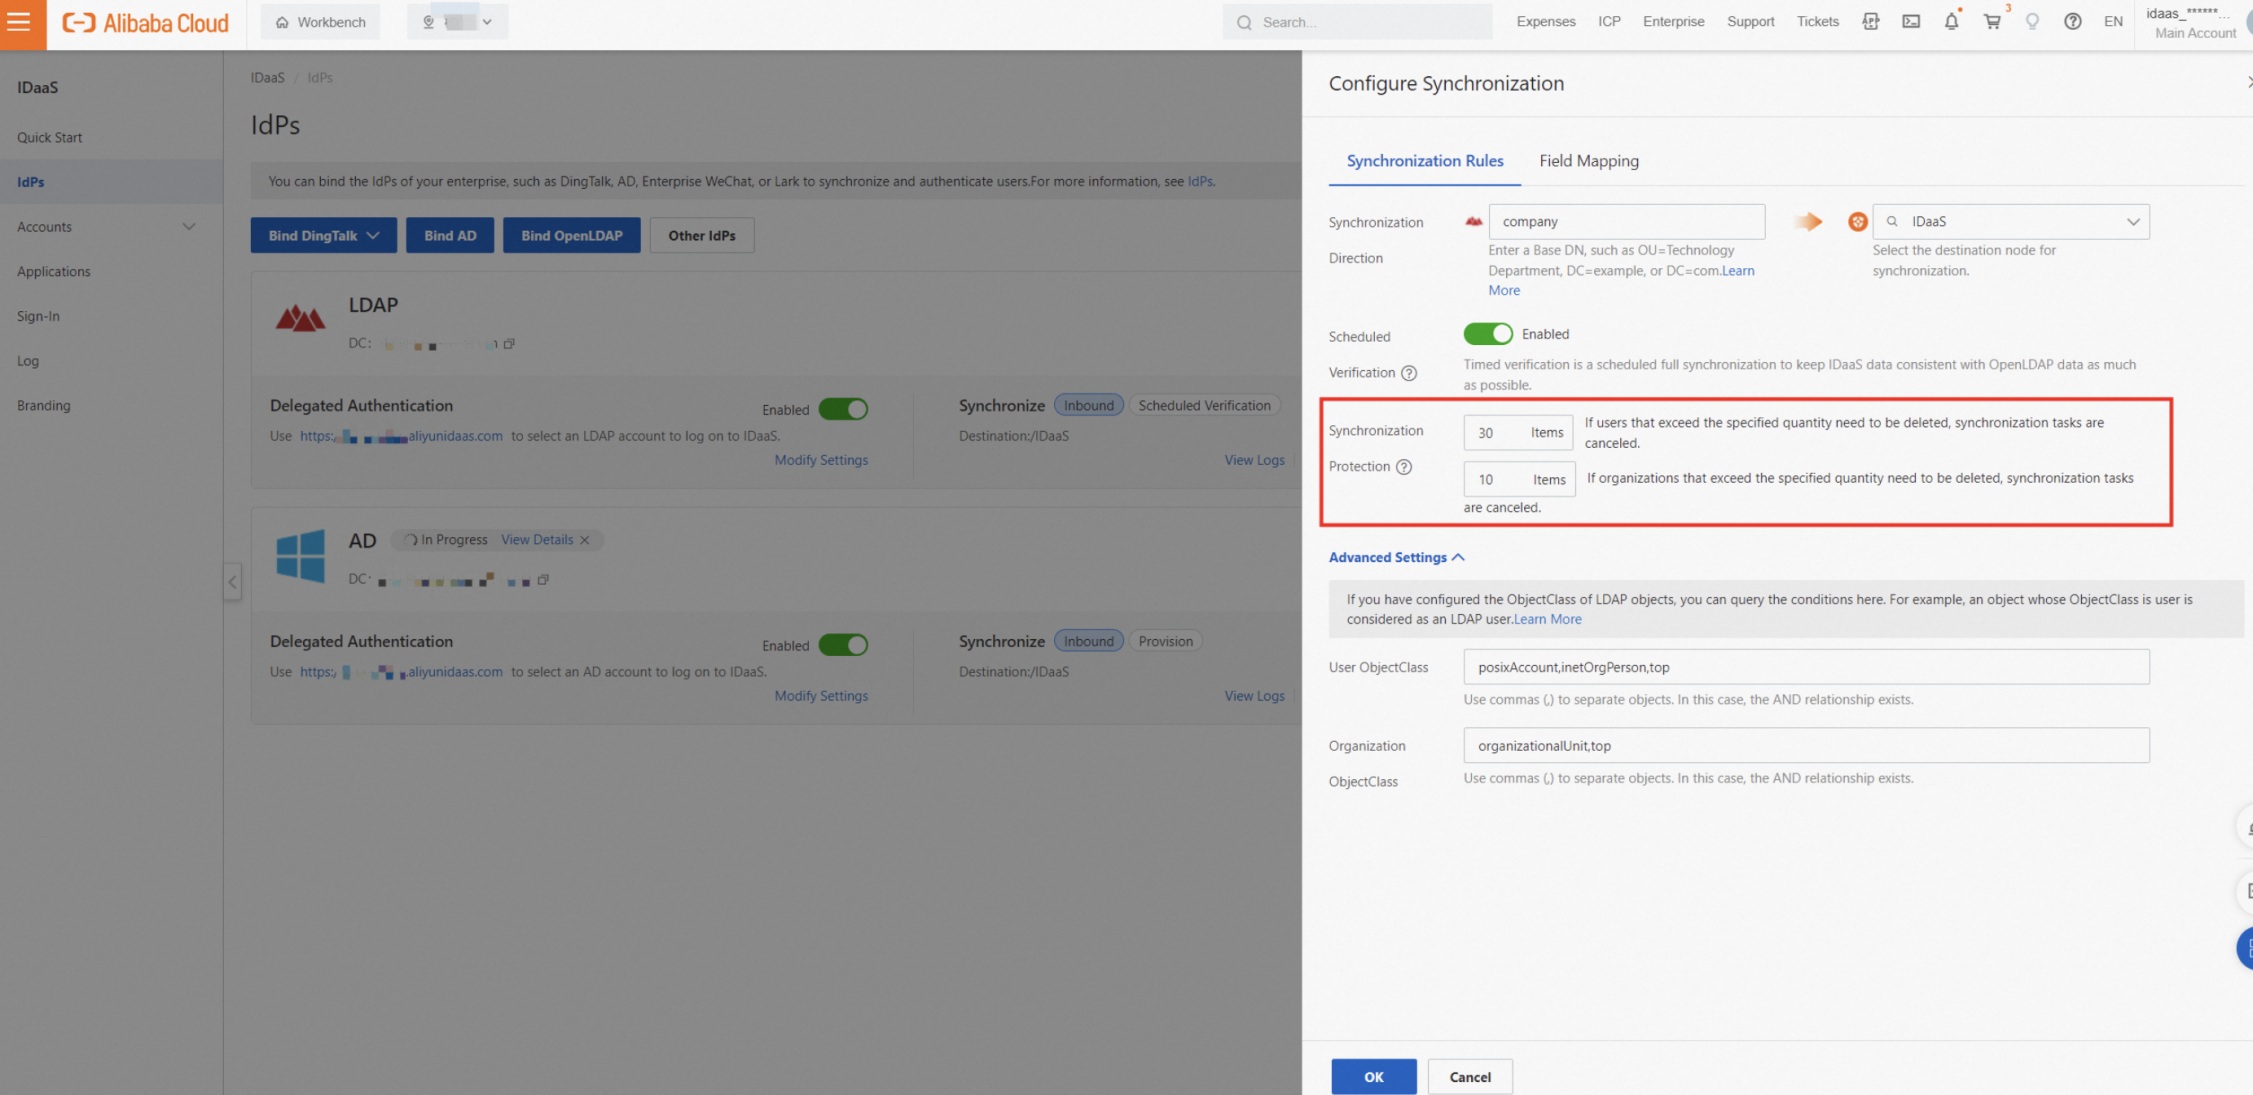 Alibaba Cloud
Workbench
Search...
Expenses
ICP
Enterprise
Support
Tickets
3
EN
idaas_******...
Main Account
IDaaS
Quick Start
IdPs
Accounts
Applications
Sign-In
Log
Branding
IDaaS / IdPs
IdPs
You can bind the IdPs of your enterprise, such as DingTalk, AD, Enterprise WeChat, or Lark to synchronize and authenticate users.For more information, see IdPs.
Bind DingTalk
Bind AD
Bind OpenLDAP
Other IdPs
LDAP
DC:
Delegated Authentication
Enabled
Use https:/ aliyunidaas.com to select an LDAP account to log on to IDaaS.
Modify Settings
Synchronize Inbound Scheduled Verification
Destination:/IDaaS
View Logs
AD In Progress View Details
DC:
Delegated Authentication
Enabled
Use https:/ .aliyunidaas.com to select an AD account to log on to IDaaS.
Modify Settings
Synchronize Inbound Provision
Destination:/IDaaS
View Logs
Configure Synchronization
Synchronization Rules
Field Mapping
Synchronization
Direction
company
Enter a Base DN, such as OU=Technology
Department, DC=example, or DC=com.Learn
More
IDaaS
Select the destination node for
synchronization.
Scheduled
Verification
Enabled
Timed verification is a scheduled full synchronization to keep IDaaS data consistent with OpenLDAP data as much
as possible.
Synchronization
Protection
30 Items If users that exceed the specified quantity need to be deleted, synchronization tasks are
canceled.
10 Items If organizations that exceed the specified quantity need to be deleted, synchronization tasks
are canceled.
Advanced Settings
If you have configured the ObjectClass of LDAP objects, you can query the conditions here. For example, an object whose ObjectClass is user is
considered as an LDAP user.Learn More
User ObjectClass
posixAccount,inetOrgPerson,top
Use commas (,) to separate objects. In this case, the AND relationship exists.
Organization
ObjectClass
organizationalUnit,top
Use commas (,) to separate objects. In this case, the AND relationship exists.
OK
Cancel